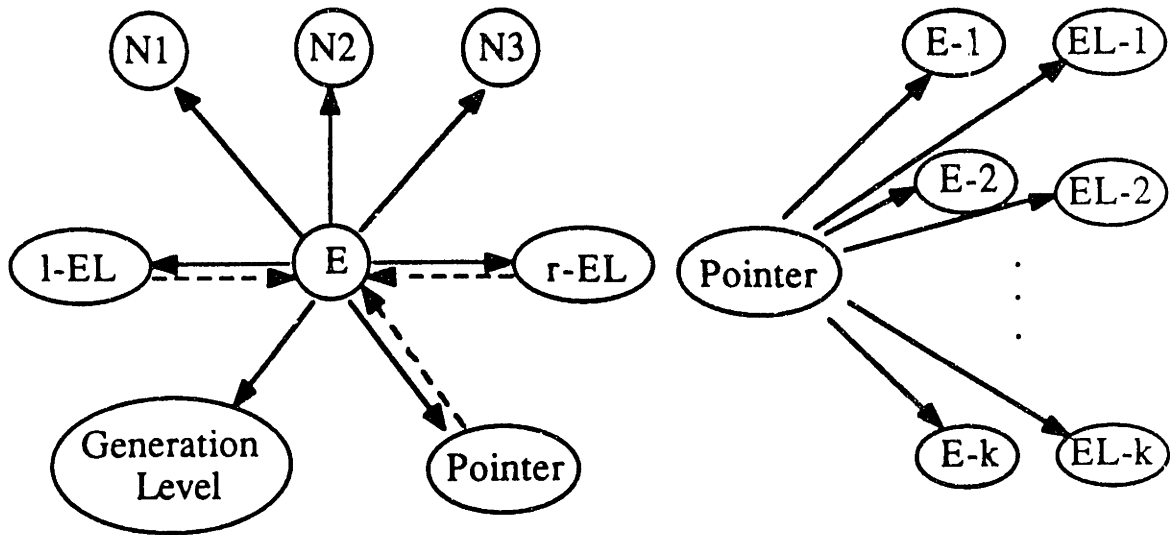 N1
N2
N3
E-1
EL-1
E-2
EL-2
l-EL
E
r-EL
Pointer
Generation
Level
Pointer
E-k
EL-k